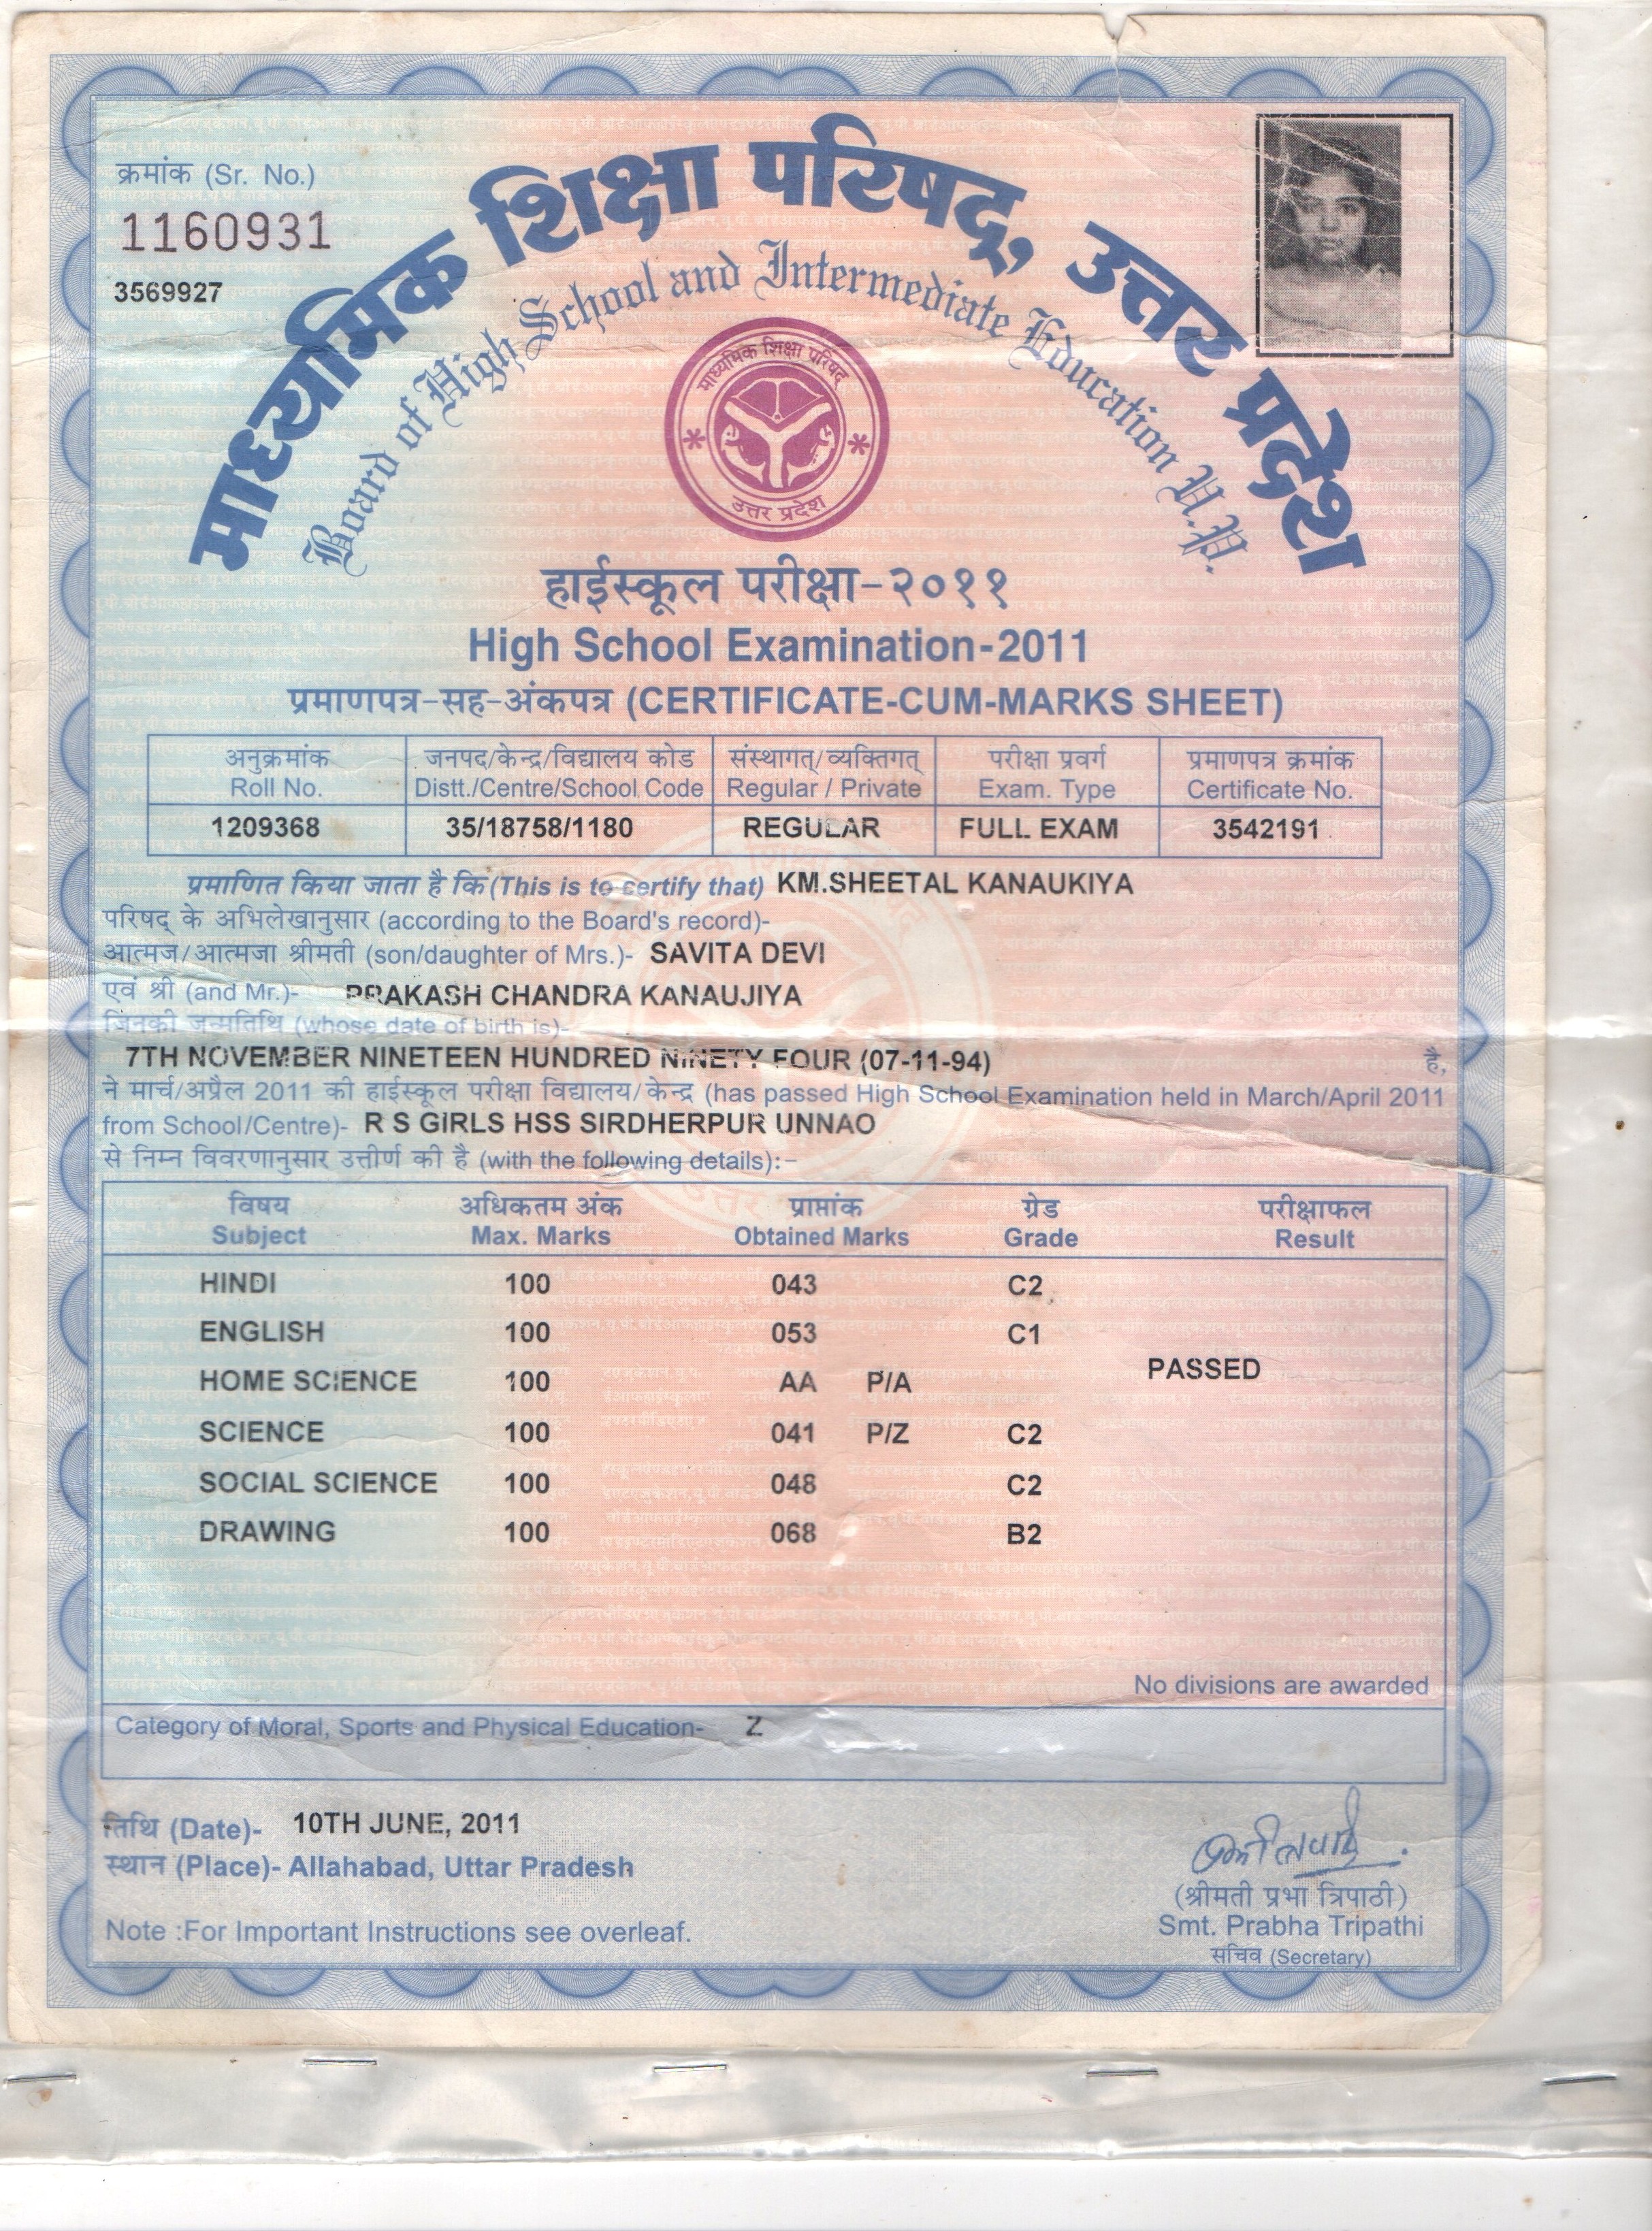 क्रमांक (Sr. No.)
1160931
3569927
माध्यमिक शिक्षा परिषद्, उत्तर प्रदेश
Board of High School and Intermediate Education U.P.
माध्यमिक शिक्षा परिषद्
उत्तर प्रदेश
हाईस्कूल परीक्षा-२०११
High School Examination-2011
प्रमाणपत्र-सह-अंकपत्र (CERTIFICATE-CUM-MARKS SHEET)
अनुक्रमांक जनपद/केन्द्र/विद्यालय कोड संस्थागत्/व्यक्तिगत् परीक्षा प्रवर्ग प्रमाणपत्र क्रमांक
Roll No. Distt./Centre/School Code Regular / Private Exam. Type Certificate No.
1209368 35/18758/1180 REGULAR FULL EXAM 3542191
प्रमाणित किया जाता है कि (This is to certify that) KM.SHEETAL KANAUKIYA
परिषद् के अभिलेखानुसार (according to the Board's record)-
आत्मज/आत्मजा श्रीमती (son/daughter of Mrs.)- SAVITA DEVI
एवं श्री (and Mr.)- PRAKASH CHANDRA KANAUJIYA
जिनकी जन्मतिथि (whose date of birth is)-
7TH NOVEMBER NINETEEN HUNDRED NINETY FOUR (07-11-94) है,
ने मार्च/अप्रैल 2011 की हाईस्कूल परीक्षा विद्यालय/केन्द्र (has passed High School Examination held in March/April 2011
from School/Centre)- R S GIRLS HSS SIRDHERPUR UNNAO
से निम्न विवरणानुसार उत्तीर्ण की है (with the following details):-
विषय अधिकतम अंक प्राप्तांक ग्रेड परीक्षाफल
Subject Max. Marks Obtained Marks Grade Result
HINDI 100 043 C2
ENGLISH 100 053 C1
PASSED
HOME SCIENCE 100 AA P/A
SCIENCE 100 041 P/Z C2
SOCIAL SCIENCE 100 048 C2
DRAWING 100 068 B2
No divisions are awarded
Category of Moral, Sports and Physical Education- Z
तिथि (Date)- 10TH JUNE, 2011
स्थान (Place)- Allahabad, Uttar Pradesh
(श्रीमती प्रभा त्रिपाठी)
Note :For Important Instructions see overleaf.
Smt. Prabha Tripathi
सचिव (Secretary)